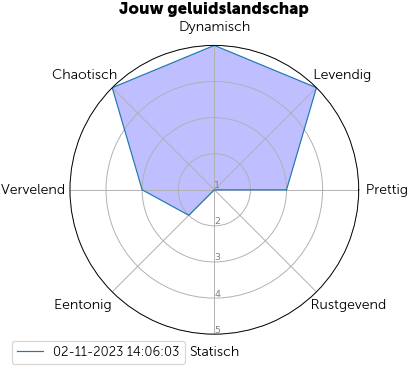 Jouw geluidslandschap
Dynamisch
Chaotisch
Levendig
Vervelend
1
Prettig
2
3
4
Eentonig
Rustgevend
5
02-11-2023 14:06:03
Statisch